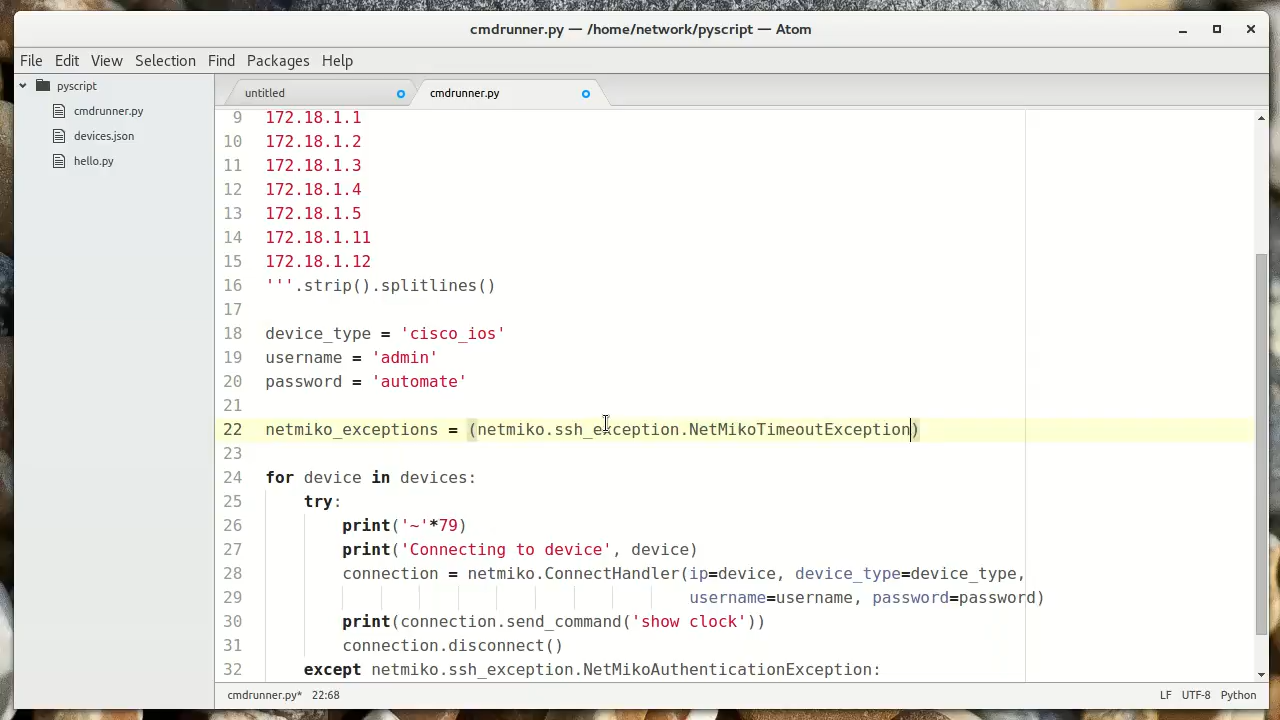 cmdrunner.py — /home/network/pyscript — Atom
File Edit View Selection Find Packages Help
pyscript
cmdrunner.py
devices.json
hello.py
untitled
cmdrunner.py
9 172.18.1.1
10 172.18.1.2
11 172.18.1.3
12 172.18.1.4
13 172.18.1.5
14 172.18.1.11
15 172.18.1.12
16 '''.strip().splitlines()
17
18 device_type = 'cisco_ios'
19 username = 'admin'
20 password = 'automate'
21
22 netmiko_exceptions = (netmiko.ssh_exception.NetMikoTimeoutException)
23
24 for device in devices:
25     try:
26         print('~'*79)
27         print('Connecting to device', device)
28         connection = netmiko.ConnectHandler(ip=device, device_type=device_type,
29                                             username=username, password=password)
30         print(connection.send_command('show clock'))
31         connection.disconnect()
32     except netmiko.ssh_exception.NetMikoAuthenticationException:
cmdrunner.py* 22:68 LF UTF-8 Python